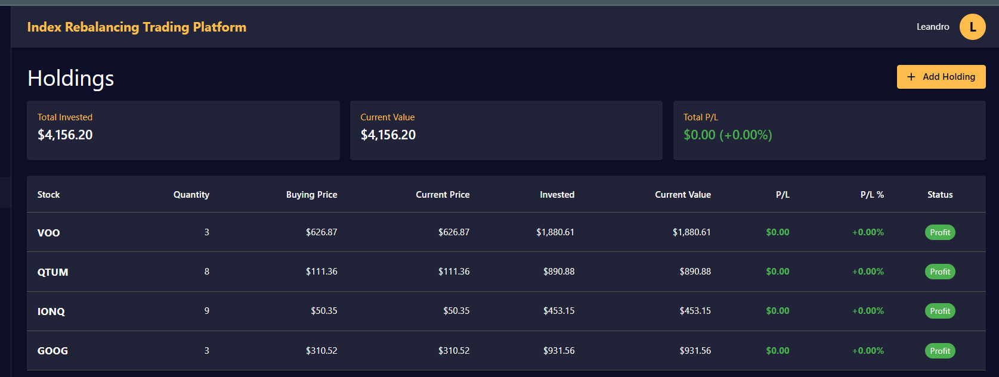 Index Rebalancing Trading Platform
Leandro L
Holdings
+ Add Holding
Total Invested Current Value Total P/L
$4,156.20 $4,156.20 $0.00 (+0.00%)
Stock Quantity Buying Price Current Price Invested Current Value P/L P/L % Status
VOO 3 $626.87 $626.87 $1,880.61 $1,880.61 $0.00 +0.00% Profit
QTUM 8 $111.36 $111.36 $890.88 $890.88 $0.00 +0.00% Profit
IONQ 9 $50.35 $50.35 $453.15 $453.15 $0.00 +0.00% Profit
GOOG 3 $310.52 $310.52 $931.56 $931.56 $0.00 +0.00% Profit